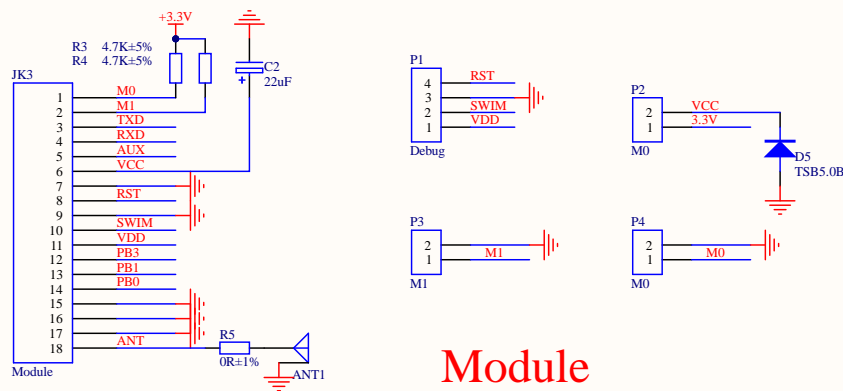 +3.3V
R3 4.7K±5%
R4 4.7K±5%
C2
22uF
JK3
1 M0
2 M1
3 TXD
4 RXD
5 AUX
6 VCC
7
8 RST
9
10 SWIM
11 VDD
12 PB3
13 PB1
14 PB0
15
16
17
18 ANT
Module
R5
0R±1%
ANT1
P1
4 RST
3
2 SWIM
1 VDD
Debug
P2
2 VCC
1 3.3V
M0
D5
TSB5.0B
P3
2
1 M1
M1
P4
2
1 M0
M0
Module